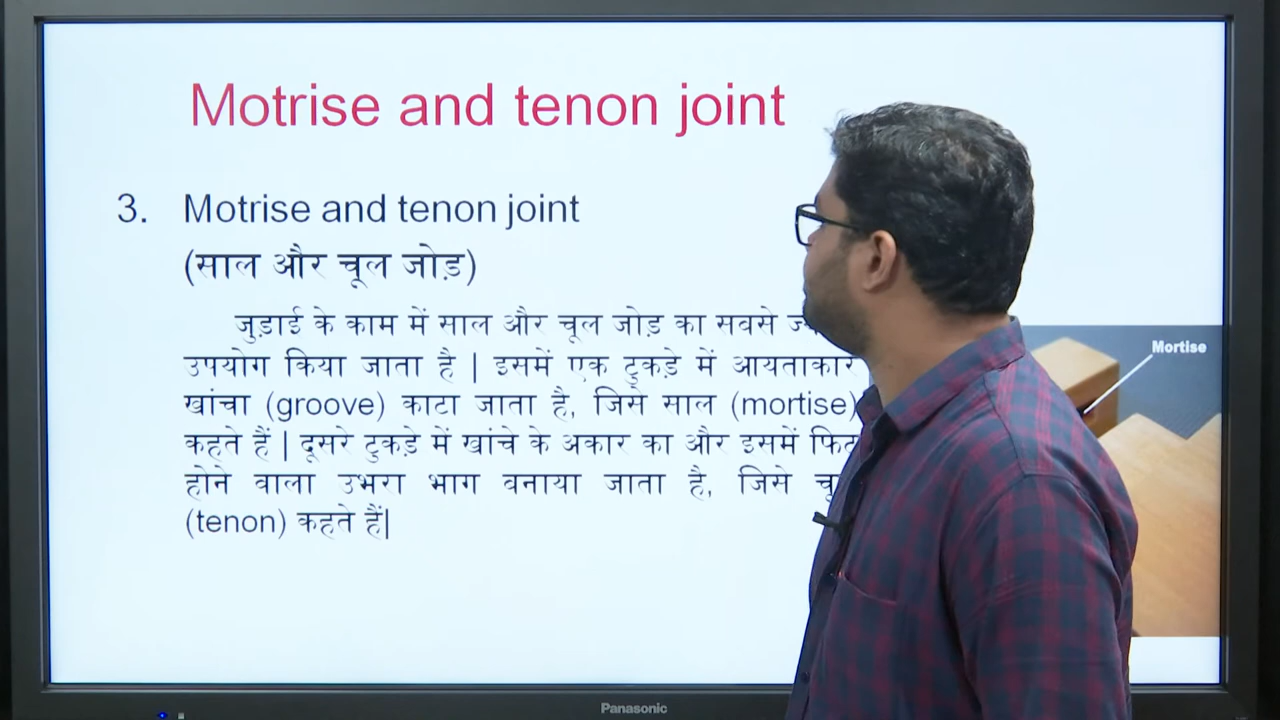 Motrise and tenon joint
3. Motrise and tenon joint
(साल और चूल जोड़)
जुड़ाई के काम में साल और चूल जोड़ का सबसे
उपयोग किया जाता है | इसमें एक टुकड़े में आयताकार
खांचा (groove) काटा जाता है, जिसे साल (mortise)
कहते हैं | दूसरे टुकड़े में खांचे के अकार का और इसमें फिट
होने वाला उभरा भाग बनाया जाता है, जिसे
(tenon) कहते हैं|
Mortise
Panasonic